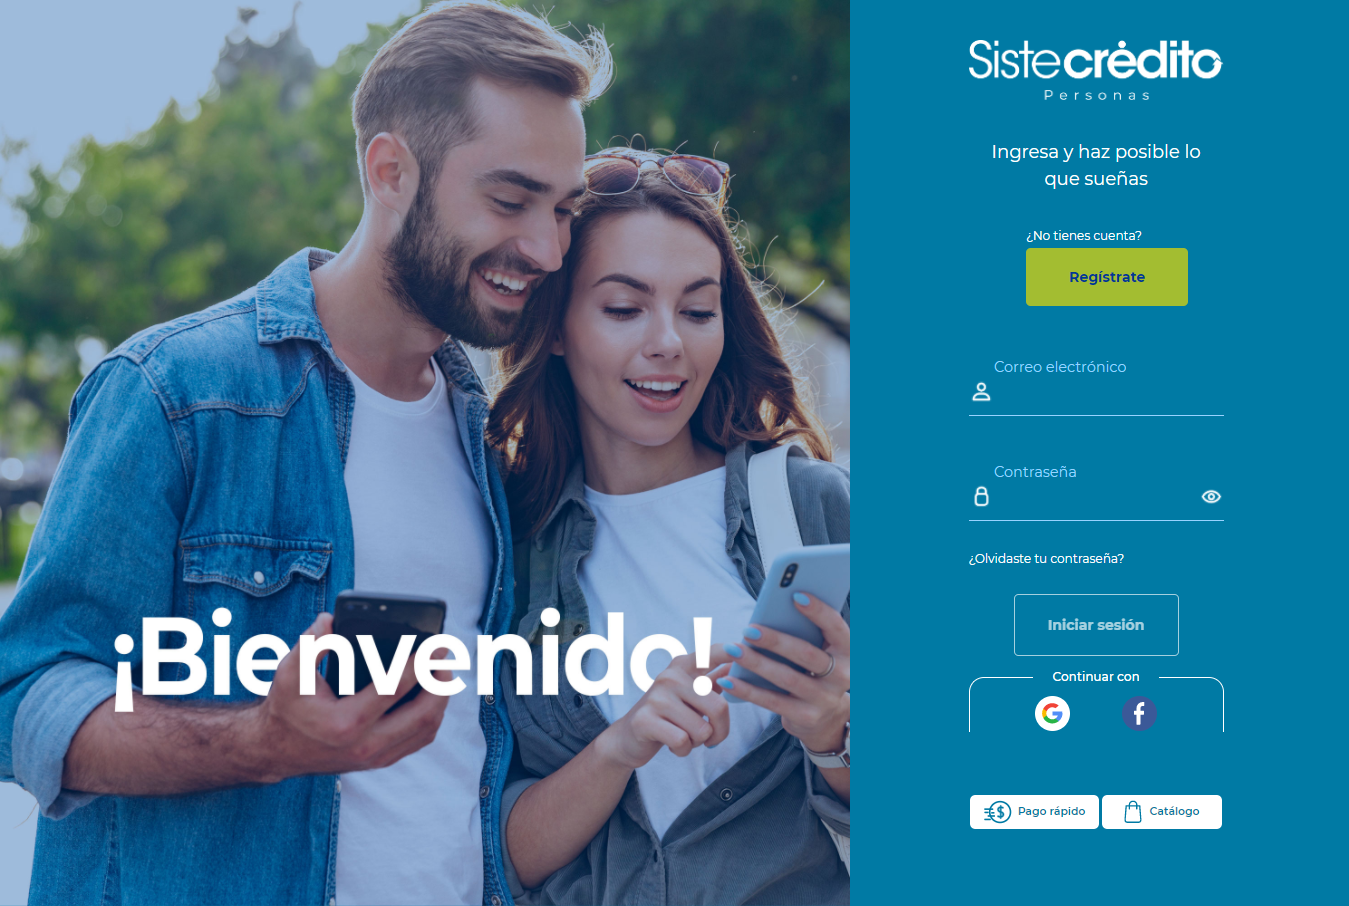 ¡Bienvenido!
Sistecrédito
Personas
Ingresa y haz posible lo
que sueñas
¿No tienes cuenta?
Regístrate
Correo electrónico
Contraseña
¿Olvidaste tu contraseña?
Iniciar sesión
Continuar con
Pago rápido
Catálogo